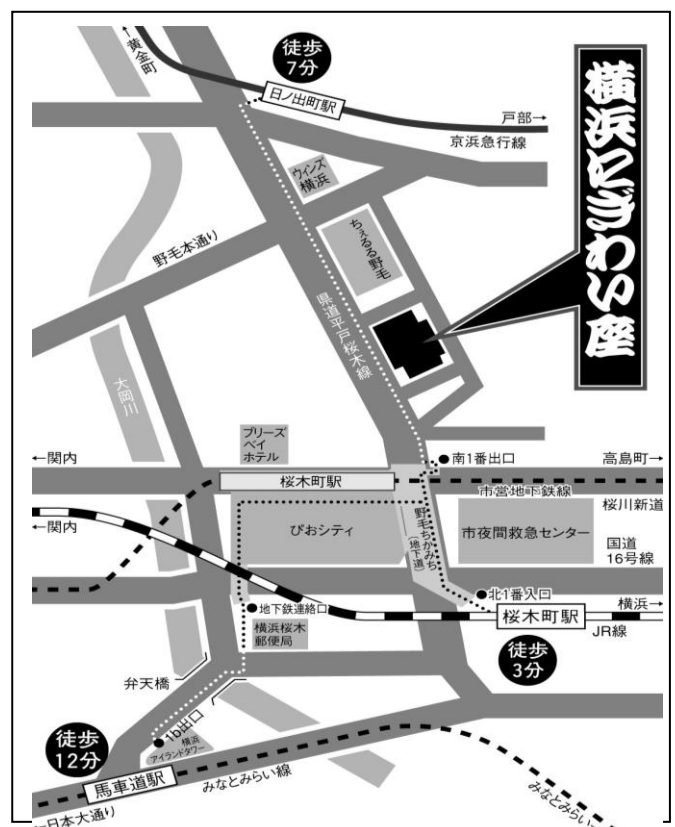 ←黄金町
徒歩
7分
日ノ出町駅
戸部→
京浜急行線
横浜にぎわい座
ウィンズ
横浜
ちぇるる野毛
野毛本通り
県道平戸桜木線
大岡川
ブリーズ
ベイ
ホテル
南1番出口
←関内
高島町→
桜木町駅
市営地下鉄線
桜川新道
←関内
ぴおシティ
野毛ちかみち
(地下道)
市夜間救急センター
国道
16号線
北1番入口
地下鉄連絡口
桜木町駅
横浜→
JR線
横浜桜木
郵便局
徒歩
3分
弁天橋
1b出口
横浜
アイランドタワー
徒歩
12分
馬車道駅
みなとみらい線
←日本大通り
みなとみらい→